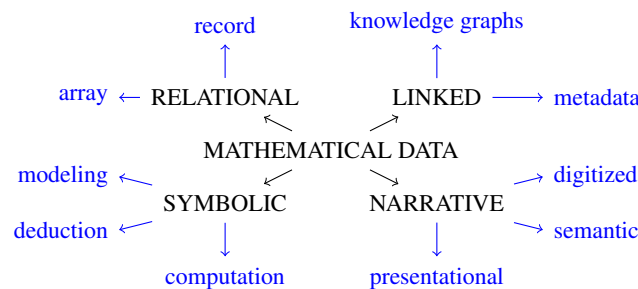 record
knowledge graphs
array
RELATIONAL
LINKED
metadata
MATHEMATICAL DATA
modeling
digitized
SYMBOLIC
NARRATIVE
deduction
semantic
computation
presentational